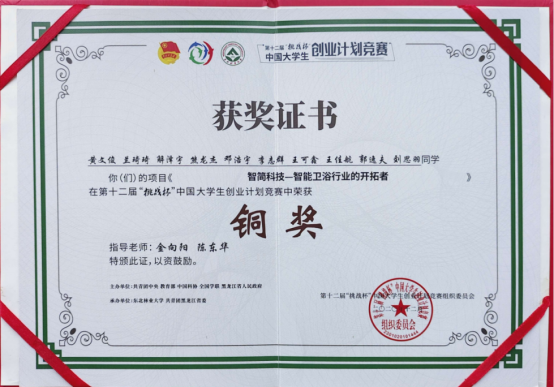 第十二届"挑战杯"
中国大学生 创业计划竞赛
获奖证书
黄文俊 兰琦琦 解泽宇 熊龙杰 邓浩宇 李志群 王可鑫 王佳航 郭逸夫 刘思明同学
你(们)的项目《 智简科技—智能卫浴行业的开拓者 》
在第十二届"挑战杯"中国大学生创业计划竞赛中荣获
铜奖
指导老师:金向阳 陈东华
特颁此证,以资鼓励。
主办单位:共青团中央 教育部 中国科协 全国学联 黑龙江省人民政府
承办单位:东北林业大学 共青团黑龙江省委
第十二届"挑战杯"中国大学生创业计划竞赛组织委员会
组织委员会